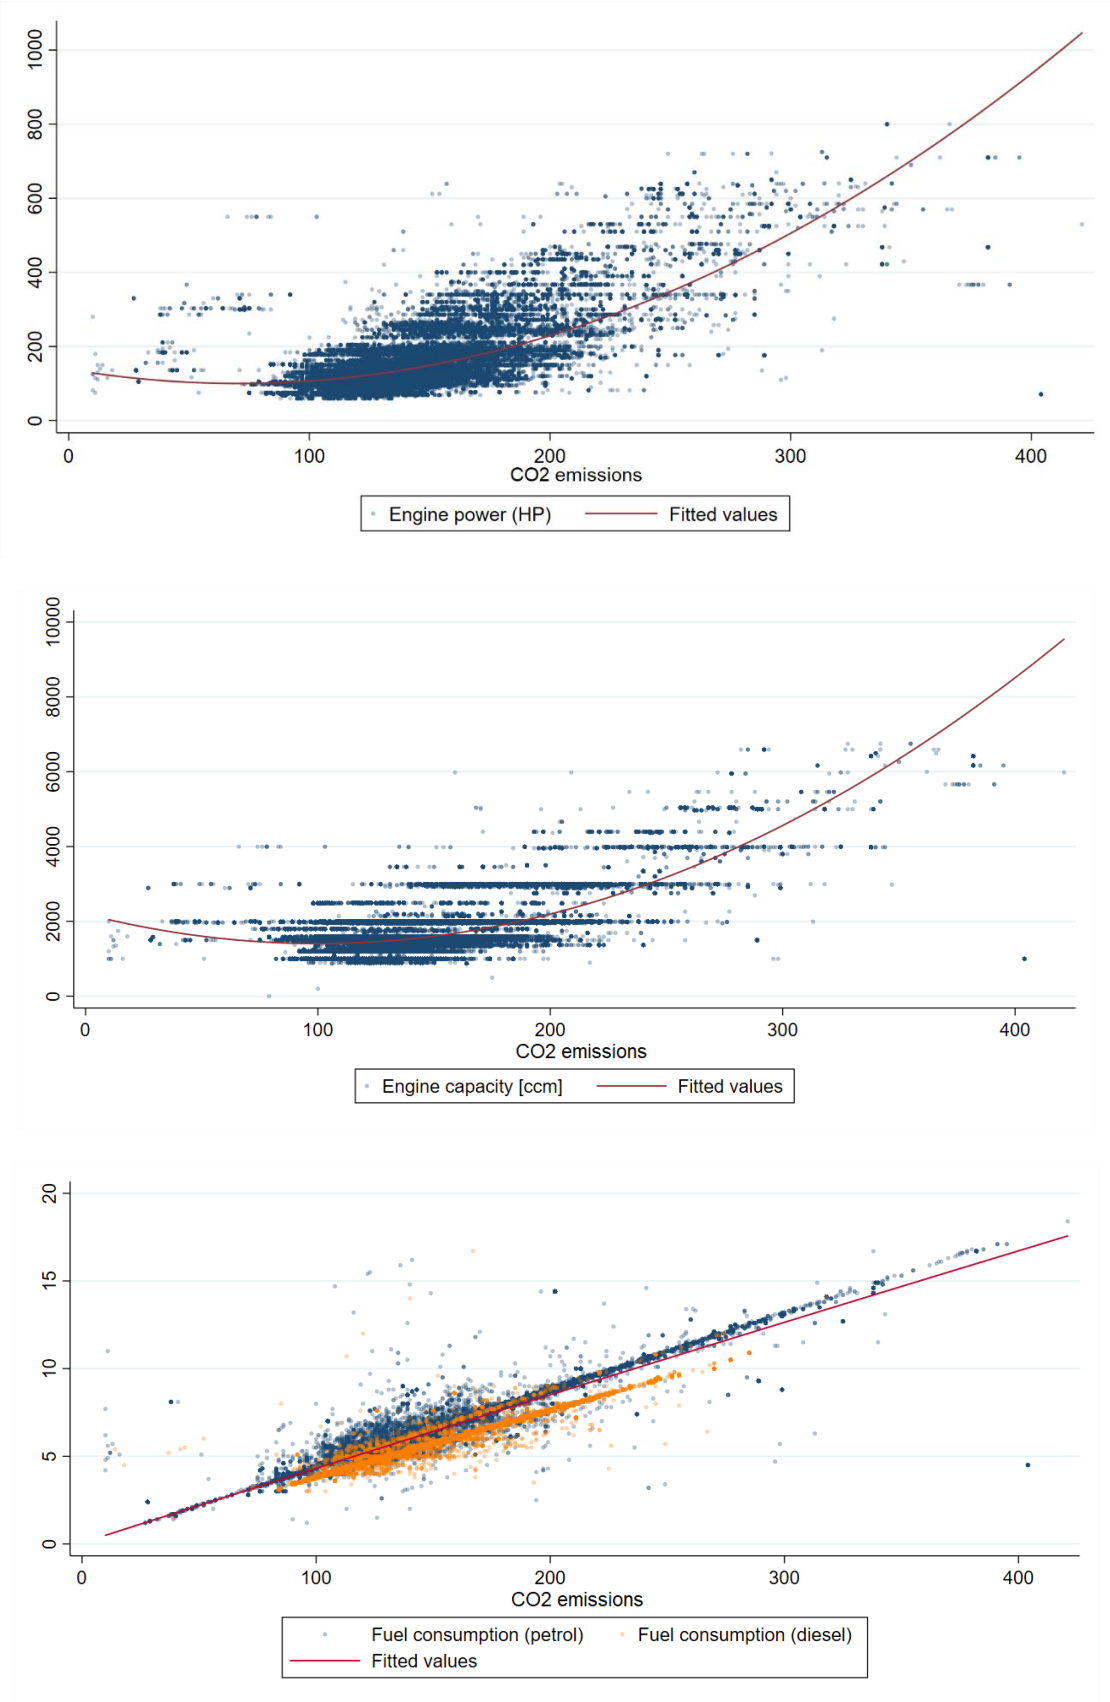 1000
800
600
400
200
0
0 100 200 300 400
CO2 emissions
Engine power (HP) Fitted values
10000
8000
6000
4000
2000
0
0 100 200 300 400
CO2 emissions
Engine capacity [ccm] Fitted values
20
15
10
5
0
0 100 200 300 400
CO2 emissions
Fuel consumption (petrol) Fuel consumption (diesel)
Fitted values